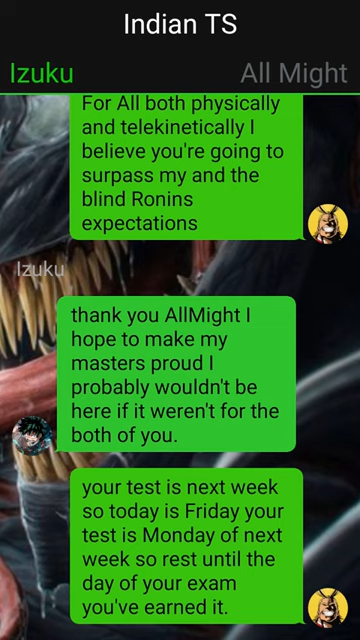 Indian TS
Izuku
All Might
For All both physically
and telekinetically I
believe you're going to
surpass my and the
blind Ronins
expectations
Izuku
thank you AllMight I
hope to make my
masters proud I
probably wouldn't be
here if it weren't for the
both of you.
your test is next week
so today is Friday your
test is Monday of next
week so rest until the
day of your exam
you've earned it.